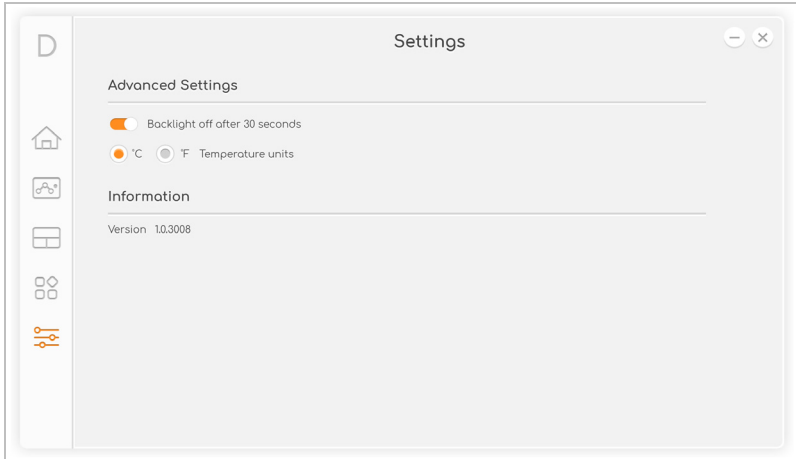 D
Settings
Advanced Settings
Backlight off after 30 seconds
°C °F Temperature units
Information
Version 1.0.3008